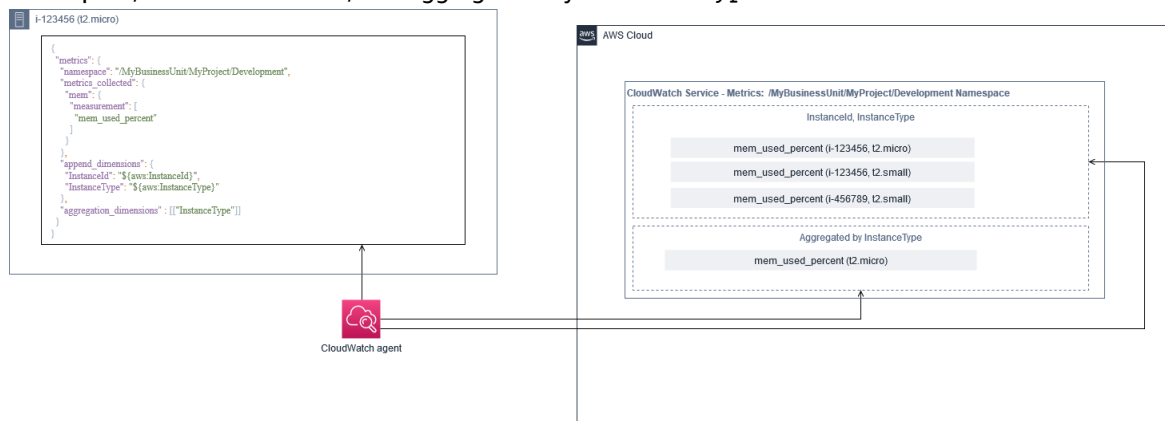 i-123456 (t2.micro)
{
"metrics": {
"namespace": "/MyBusinessUnit/MyProject/Development",
"metrics_collected": {
"mem": {
"measurement": [
"mem_used_percent"
]
}
},
"append_dimensions": {
"InstanceId": "${aws:InstanceId}",
"InstanceType": "${aws:InstanceType}"
},
"aggregation_dimensions" : [["InstanceType"]]
}
}
CloudWatch agent
aws
AWS Cloud
CloudWatch Service - Metrics: /MyBusinessUnit/MyProject/Development Namespace
InstanceId, InstanceType
mem_used_percent (i-123456, t2.micro)
mem_used_percent (i-123456, t2.small)
mem_used_percent (i-456789, t2.small)
Aggregated by InstanceType
mem_used_percent (t2.micro)